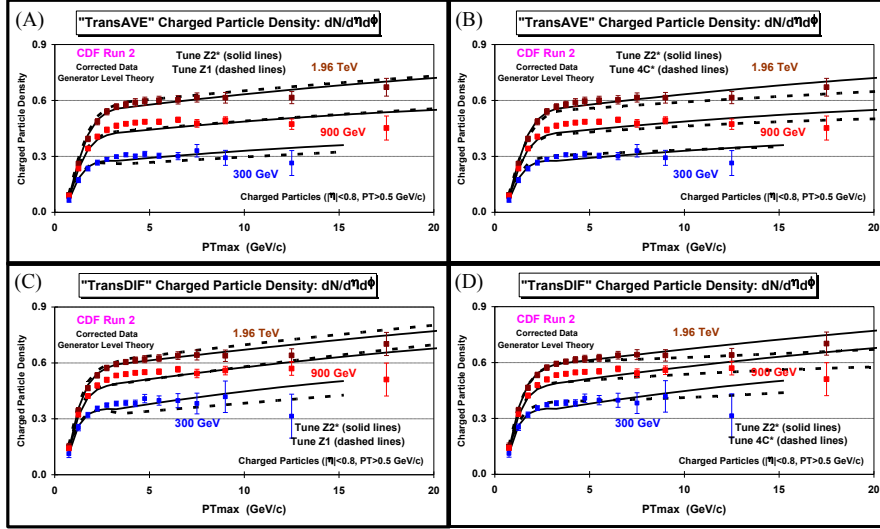 (A)
"TransAVE" Charged Particle Density: dN/dηdϕ
Charged Particle Density
0.9
0.6
0.3
0.0
CDF Run 2
Corrected Data
Generator Level Theory
Tune Z2* (solid lines)
Tune Z1 (dashed lines)
1.96 TeV
900 GeV
300 GeV
Charged Particles (|η|<0.8, PT>0.5 GeV/c)
0 5 10 15 20
PTmax (GeV/c)
(B)
"TransAVE" Charged Particle Density: dN/dηdϕ
Charged Particle Density
0.9
0.6
0.3
0.0
CDF Run 2
Corrected Data
Generator Level Theory
Tune Z2* (solid lines)
Tune 4C* (dashed lines)
1.96 TeV
900 GeV
300 GeV
Charged Particles (|η|<0.8, PT>0.5 GeV/c)
0 5 10 15 20
PTmax (GeV/c)
(C)
"TransDIF" Charged Particle Density: dN/dηdϕ
Charged Particle Density
0.9
0.6
0.3
0.0
CDF Run 2
Corrected Data
Generator Level Theory
1.96 TeV
900 GeV
300 GeV
Tune Z2* (solid lines)
Tune Z1 (dashed lines)
Charged Particles (|η|<0.8, PT>0.5 GeV/c)
0 5 10 15 20
PTmax (GeV/c)
(D)
"TransDIF" Charged Particle Density: dN/dηdϕ
Charged Particle Density
0.9
0.6
0.3
0.0
CDF Run 2
Corrected Data
Generator Level Theory
1.96 TeV
900 GeV
300 GeV
Tune Z2* (solid lines)
Tune 4C* (dashed lines)
Charged Particles (|η|<0.8, PT>0.5 GeV/c)
0 5 10 15 20
PTmax (GeV/c)